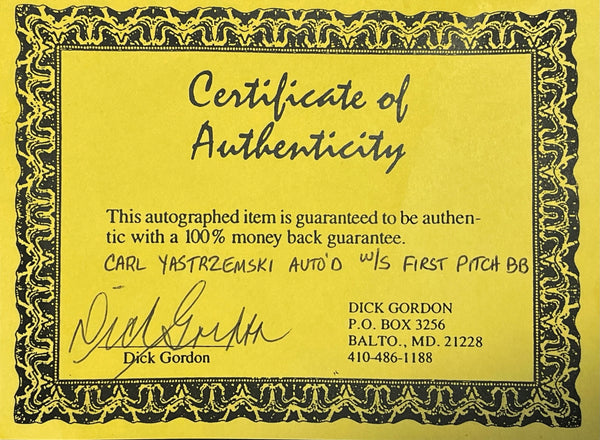 Certificate of
Authenticity
This autographed item is guaranteed to be authen-
tic with a 100% money back guarantee.
CARL YASTRZEMSKI AUTO'D W/S FIRST PITCH BB
Dick Gordon
Dick Gordon
DICK GORDON
P.O. BOX 3256
BALTO., MD. 21228
410-486-1188